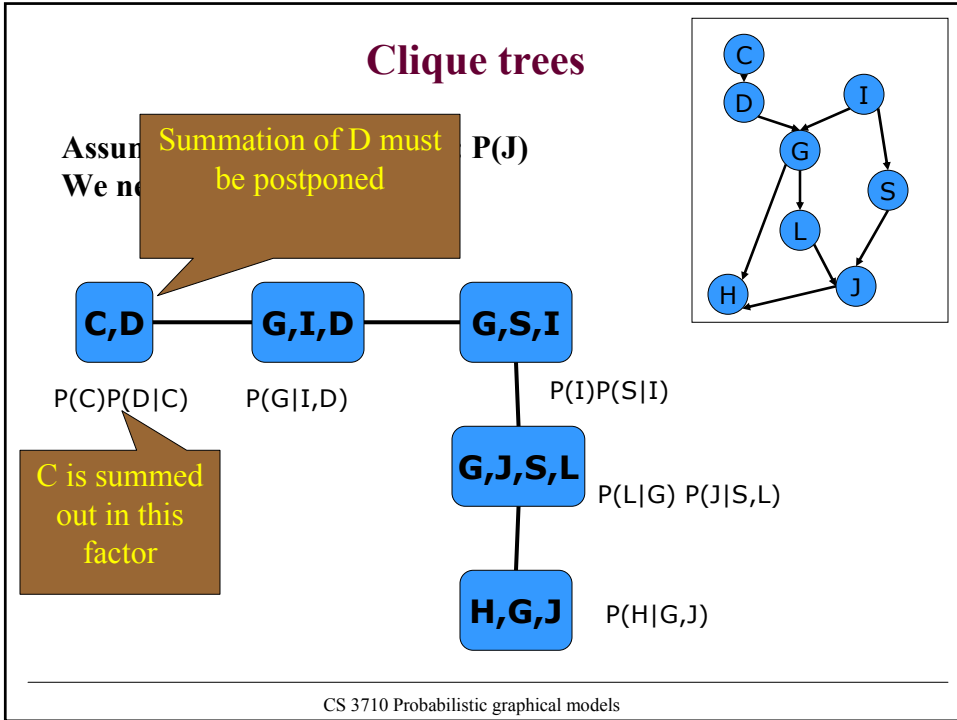 Clique trees
Assum
P(J)
We ne
Summation of D must
be postponed
C,D
G,I,D
G,S,I
P(C)P(D|C)
P(G|I,D)
P(I)P(S|I)
C is summed
out in this
factor
G,J,S,L
P(L|G) P(J|S,L)
H,G,J
P(H|G,J)
C
D
I
G
S
L
H
J
CS 3710 Probabilistic graphical models